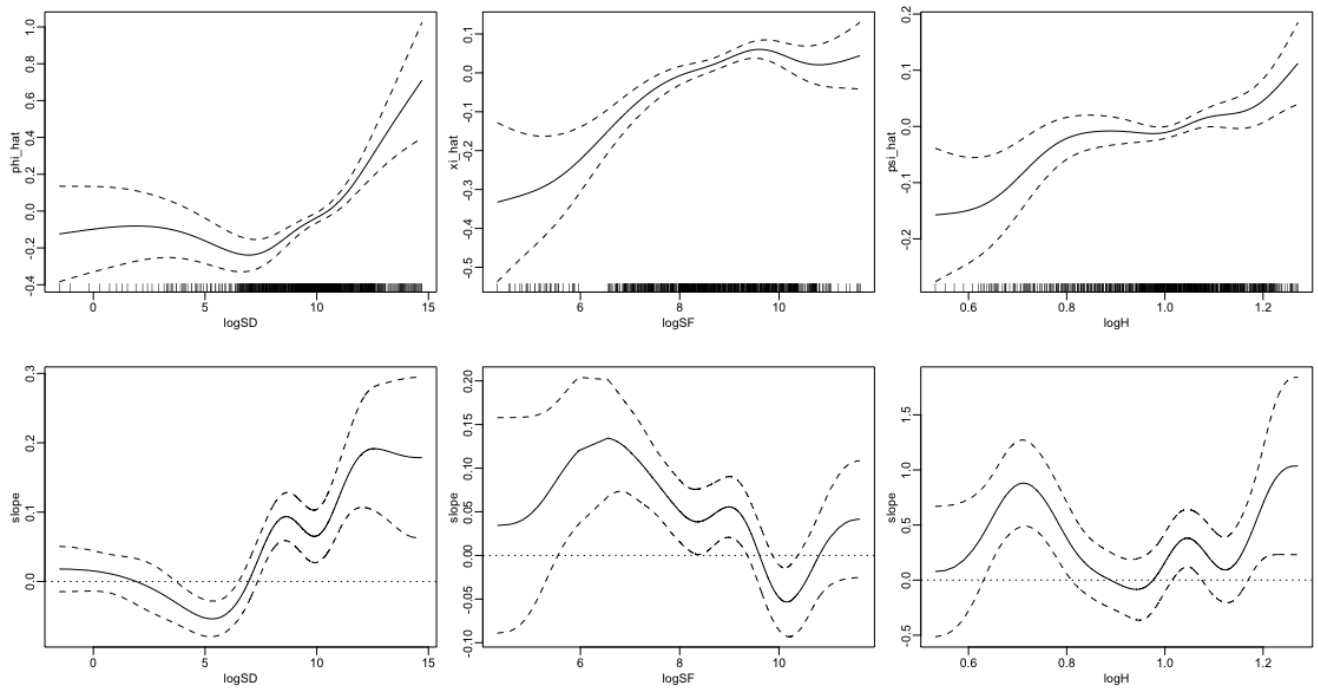 phi_hat
-0.4 -0.2 0.0 0.2 0.4 0.6 0.8 1.0
0 5 10 15
logSD
xi_hat
-0.5 -0.4 -0.3 -0.2 -0.1 0.0 0.1
6 8 10
logSF
psi_hat
-0.2 -0.1 0.0 0.1 0.2
0.6 0.8 1.0 1.2
logH
slope
0.0 0.1 0.2 0.3
0 5 10 15
logSD
slope
-0.10 0.05 0.00 0.05 0.10 0.15 0.20
6 8 10
logSF
slope
-0.5 0.0 0.5 1.0 1.5
0.6 0.8 1.0 1.2
logH